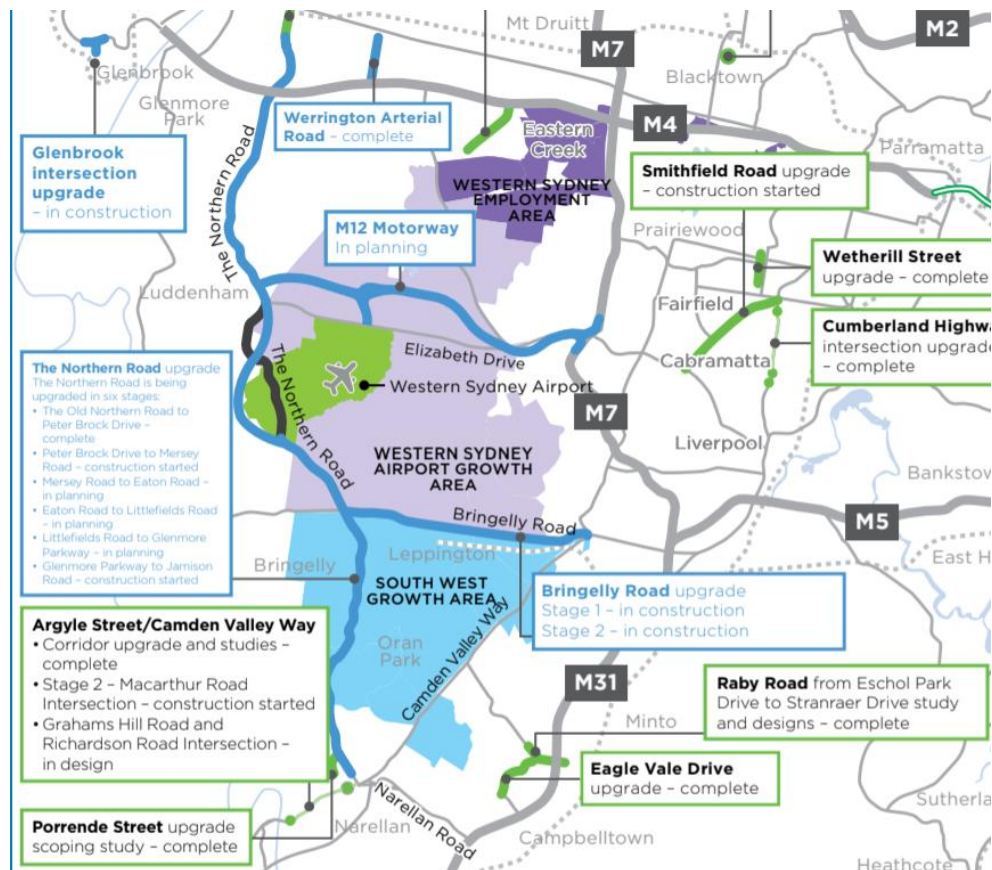 Mt Druitt
M7
M2
Glenbrook
Blacktown
Glenmore
Park
Werrington Arterial
Road – complete
Eastern
Creek
M4
Parramatta
Glenbrook
intersection
upgrade
– in construction
The Northern Road
WESTERN SYDNEY
EMPLOYMENT
AREA
Smithfield Road upgrade
– construction started
M12 Motorway
In planning
Prairiewood
Wetherill Street
upgrade – complete
Luddenham
Fairfield
Cumberland Highwa
intersection upgrade
– complete
Elizabeth Drive
Cabramatta
The Northern Road
Western Sydney Airport
The Northern Road upgrade
The Northern Road is being
upgraded in six stages:
• The Old Northern Road to
Peter Brock Drive –
complete
• Peter Brock Drive to Mersey
Road – construction started
• Mersey Road to Eaton Road –
in planning
• Eaton Road to Littlefields Road
– in planning
• Littlefields Road to Glenmore
Parkway – in planning
• Glenmore Parkway to Jamison
Road – construction started
M7
Liverpool
WESTERN SYDNEY
AIRPORT GROWTH
AREA
Bankstow
Bringelly Road
M5
Leppington
Bringelly
East H
SOUTH WEST
GROWTH AREA
Bringelly Road upgrade
Stage 1 – in construction
Stage 2 – in construction
Argyle Street/Camden Valley Way
• Corridor upgrade and studies –
complete
• Stage 2 – Macarthur Road
Intersection – construction started
• Grahams Hill Road and
Richardson Road Intersection –
in design
Oran
Park
Camden Valley Way
M31
Minto
Raby Road from Eschol Park
Drive to Stranraer Drive study
and designs – complete
Eagle Vale Drive
upgrade – complete
Narellan Road
Sutherla
Porrende Street upgrade
scoping study – complete
Narellan
Campbelltown
Heathcote